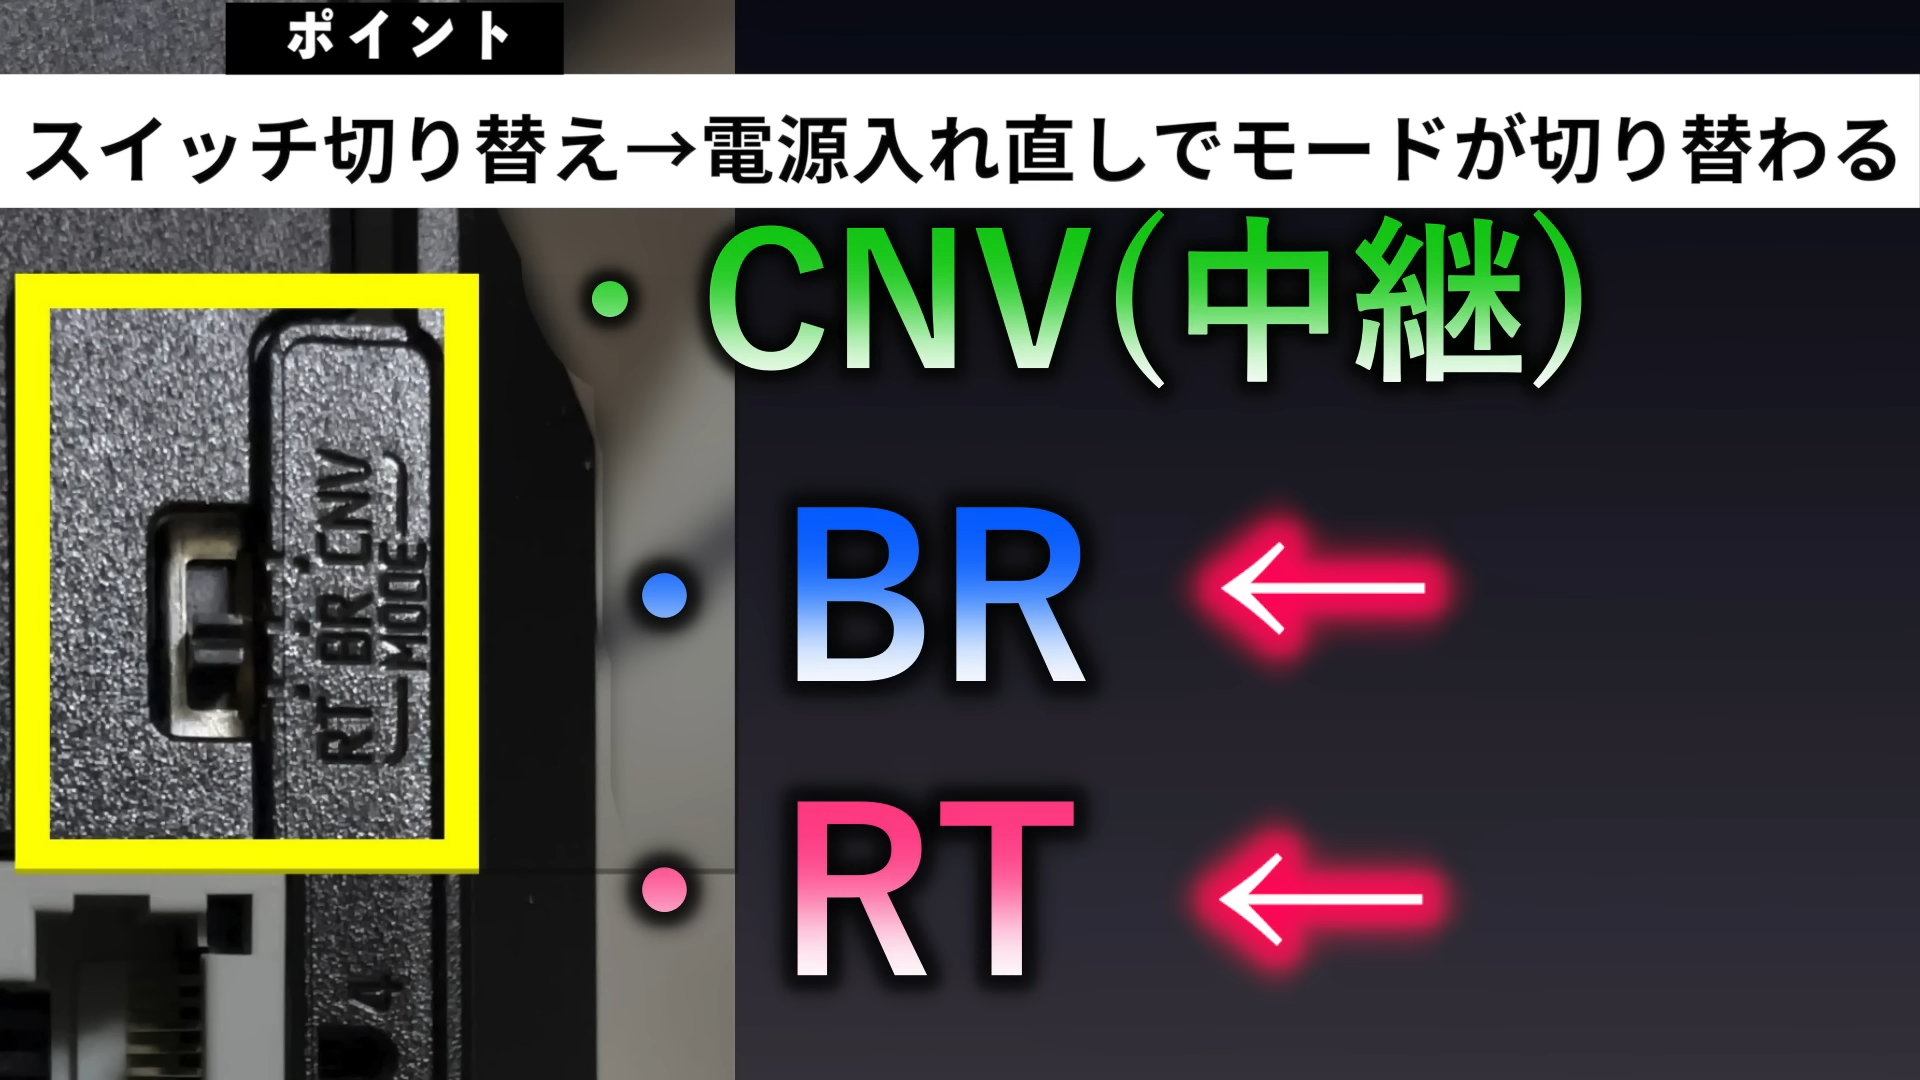 ポイント
スイッチ切り替え→電源入れ直しでモードが切り替わる
・CNV(中継)
・BR ←
・RT ←
RT BR CNV
MODE
4